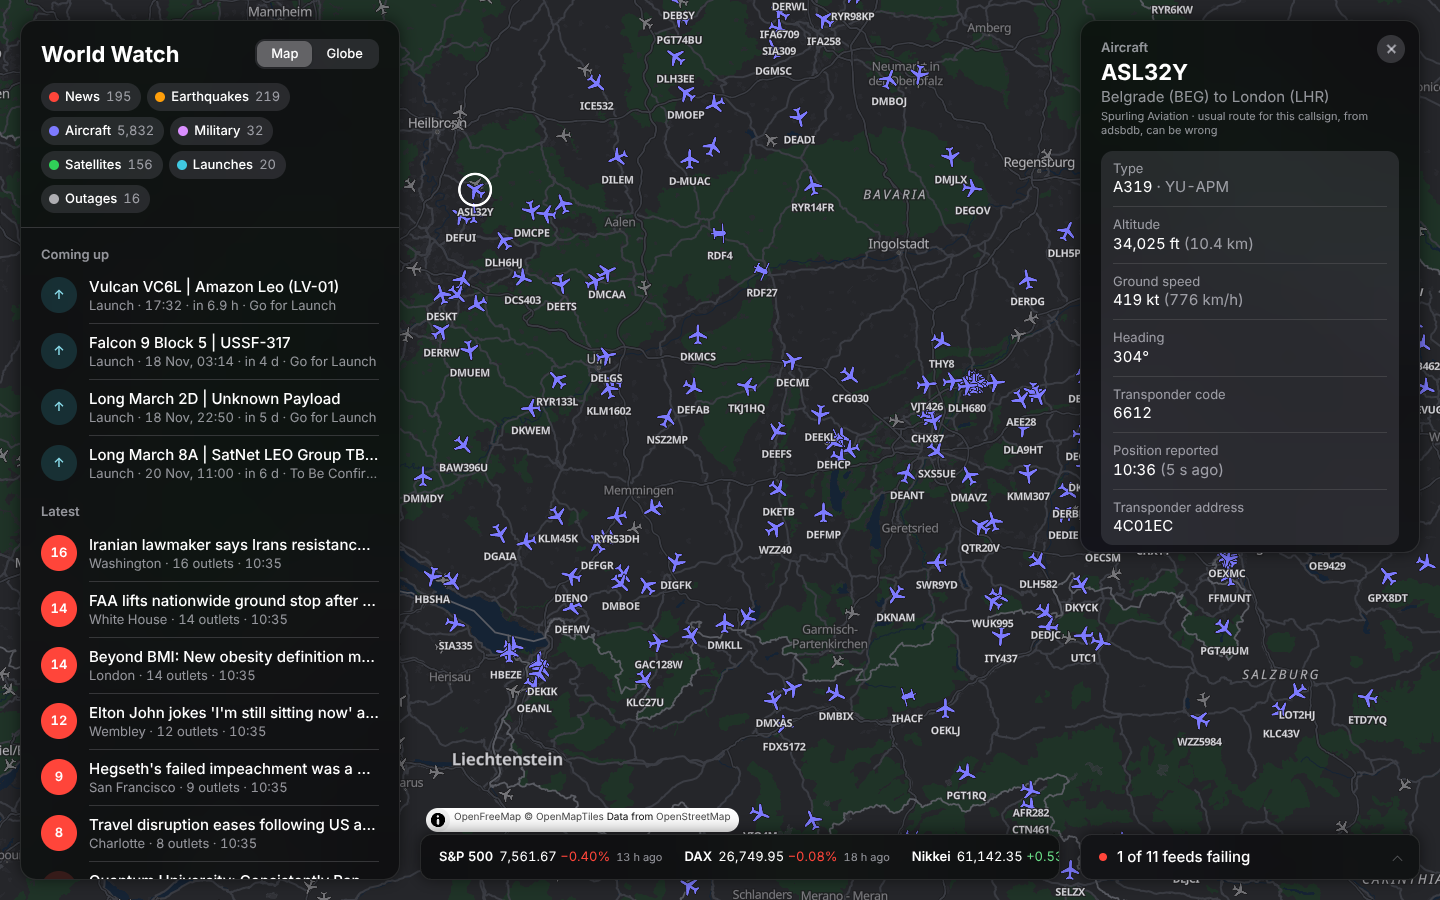 World Watch
Map
Globe
News 195
Earthquakes 219
Aircraft 5,832
Military 32
Satellites 156
Launches 20
Outages 16
Coming up
Vulcan VC6L | Amazon Leo (LV-01)
Launch · 17:32 · in 6.9 h · Go for Launch
Falcon 9 Block 5 | USSF-317
Launch · 18 Nov, 03:14 · in 4 d · Go for Launch
Long March 2D | Unknown Payload
Launch · 18 Nov, 22:50 · in 5 d · Go for Launch
Long March 8A | SatNet LEO Group TB...
Launch · 20 Nov, 11:00 · in 6 d · To Be Confir...
Latest
16
Iranian lawmaker says Irans resistanc...
Washington · 16 outlets · 10:35
14
FAA lifts nationwide ground stop after ...
White House · 14 outlets · 10:35
14
Beyond BMI: New obesity definition m...
London · 14 outlets · 10:35
12
Elton John jokes 'I'm still sitting now' a...
Wembley · 12 outlets · 10:35
9
Hegseth's failed impeachment was a ...
San Francisco · 9 outlets · 10:35
8
Travel disruption eases following US a...
Charlotte · 8 outlets · 10:35
Mannheim
DEBSY
DERWL
RYR98KP
RYR6KW
PGT74BU
IFA6709
IFA258
SIA309
Amberg
DLH3EE
DGMSC
Neumarkt in
der Oberpfalz
ICE532
DMOEP
DMBOJ
Heilbronn
DEADI
Regensburg
DILEM
D-MUAC
DMJLX
BAVARIA
ASL32Y
RYR14FR
DEGOV
Aalen
DEFUI
DMCPE
Ingolstadt
DLH6HJ
RDF4
DLH5P
DCS403
DMCAA
RDF27
DEETS
DERDG
DESKT
DERRW
DKMCS
THY8
DMUEM
DELGS
DECMI
RYR133L
KLM1602
DEFAB
TKJ1HQ
CFG030
VJT426
DLH680
AEE28
DKWEM
NSZ2MP
DEEKL
CHX87
DEEFS
DLA9HT
BAW396U
DEHCP
SXS5UE
DMMDY
Memmingen
DEANT
DMAVZ
KMM307
DKETB
Geretsried
DERB
KLM45K
RYR53DH
WZZ40
DEFMP
DEDIE
DGAIA
QTR20V
OECSM
DEFGR
DIGFK
SWR9YD
DLH582
OEXMC
OE9429
HBSHA
DIENO
DMBOE
DKYCK
FFMUNT
GPX8DT
DEFMV
DKNAM
WUK995
SIA335
DMKLL
Garmisch-
Partenkirchen
DEDJC
ITY437
UTC1
PGT44UM
GAC128W
Herisau
HBEZE
SALZBURG
DEKIK
KLC27U
OEANL
DMXAS
DMBIX
IHACF
OEKLJ
LOT2HJ
ETD7YQ
FDX5172
WZZ5984
KLC43V
Liechtenstein
PGT1RQ
AFR282
CTN461
SELZX
Schlanders
Merano - Meran
OpenFreeMap © OpenMapTiles Data from OpenStreetMap
S&P 500 7,561.67 −0.40% 13 h ago
DAX 26,749.95 −0.08% 18 h ago
Nikkei 61,142.35 +0.53
1 of 11 feeds failing
Aircraft
ASL32Y
Belgrade (BEG) to London (LHR)
Spurling Aviation · usual route for this callsign, from
adsbdb, can be wrong
Type
A319 · YU-APM
Altitude
34,025 ft (10.4 km)
Ground speed
419 kt (776 km/h)
Heading
304°
Transponder code
6612
Position reported
10:36 (5 s ago)
Transponder address
4C01EC